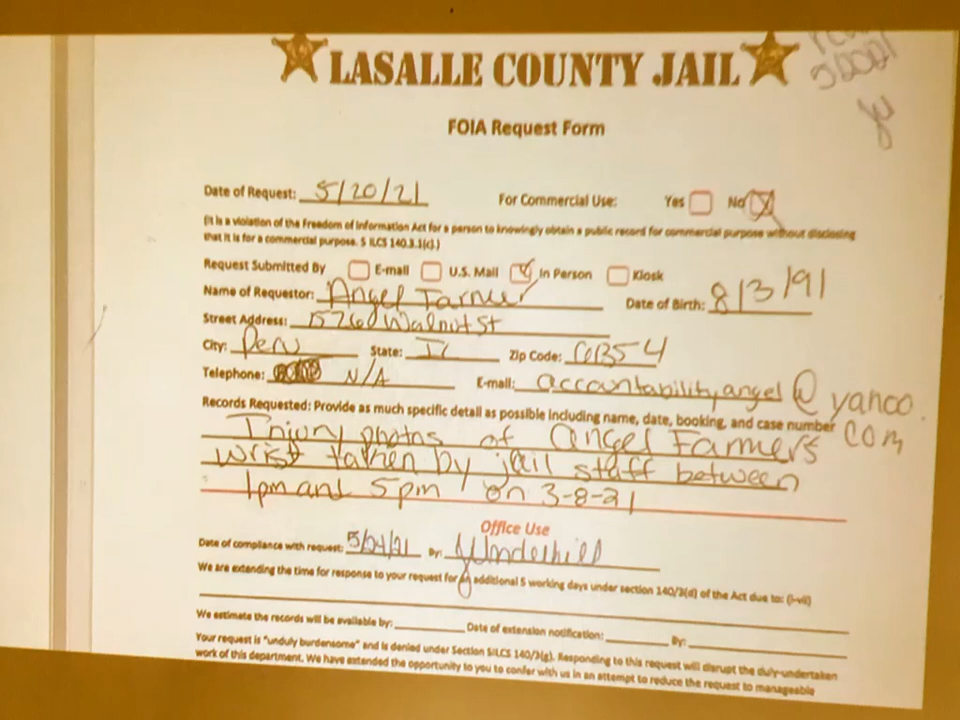 LASALLE COUNTY JAIL
FOIA Request Form
Date of Request: 5/20/21 For Commercial Use: Yes No
(It is a violation of the Freedom of Information Act for a person to knowingly obtain a public record for commercial purpose without disclosing
that it is for a commercial purpose. 5 ILCS 140.3.1(c).)
Request Submitted By E-mail U.S. Mail In Person Kiosk
Name of Requestor: Angel Farmer Date of Birth: 8/3/91
Street Address: Walnut St
City: Peru State: IL Zip Code: 61354
Telephone: N/A E-mail: accountabilityangel@yahoo.
com
Records Requested: Provide as much specific detail as possible including name, date, booking, and case number
Injury photos of Angel Farmers
wrist taken by jail staff between
1pm and 5pm on 3-8-21
Office Use
Date of compliance with request: 5/24/21 By: JUnderhill
We are extending the time for response to your request for an additional 5 working days under section 140/3(d) of the Act due to: (i-vii)
We estimate the records will be available by: Date of extension notification: By:
Your request is "unduly burdensome" and is denied under Section 5ILCS 140/3(g). Responding to this request will disrupt the duly-undertaken
work of this department. We have extended the opportunity to you to confer with us in an attempt to reduce the request to manageable